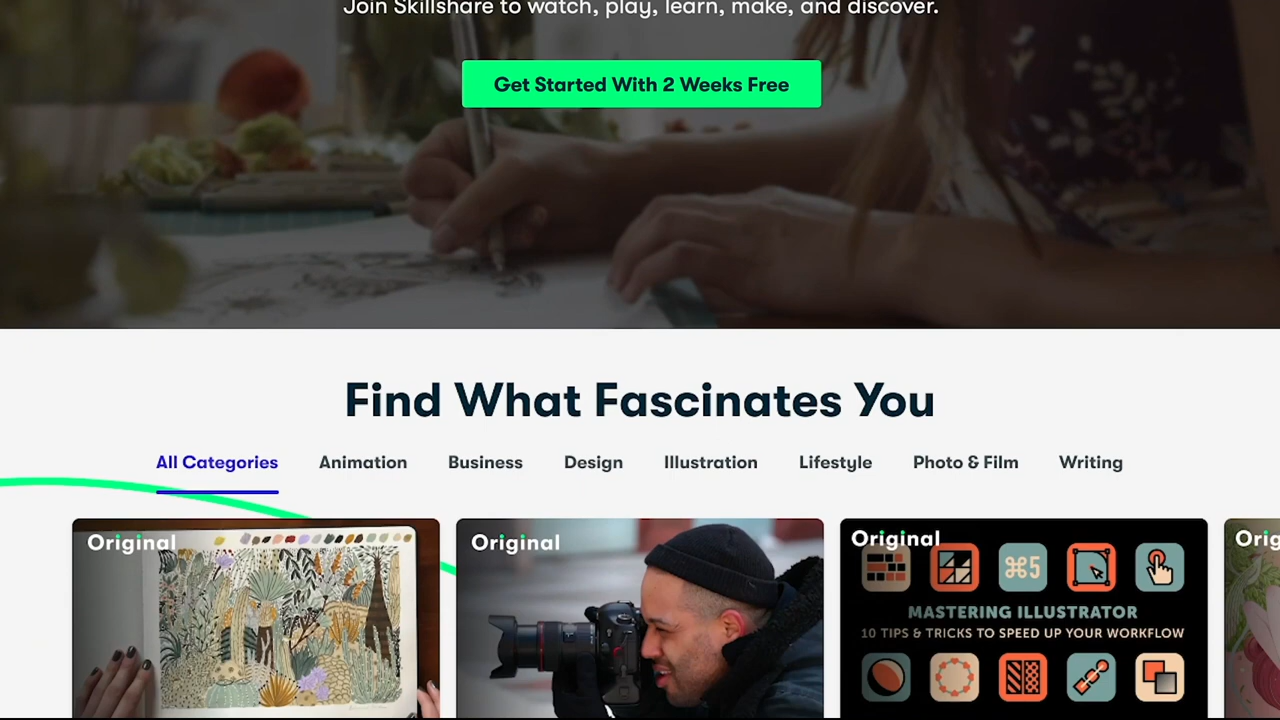 Join Skillshare to watch, play, learn, make, and discover.
Get Started With 2 Weeks Free
Find What Fascinates You
All Categories Animation Business Design Illustration Lifestyle Photo & Film Writing
Original Original Original Orig
⌘5
MASTERING ILLUSTRATOR
10 TIPS & TRICKS TO SPEED UP YOUR WORKFLOW